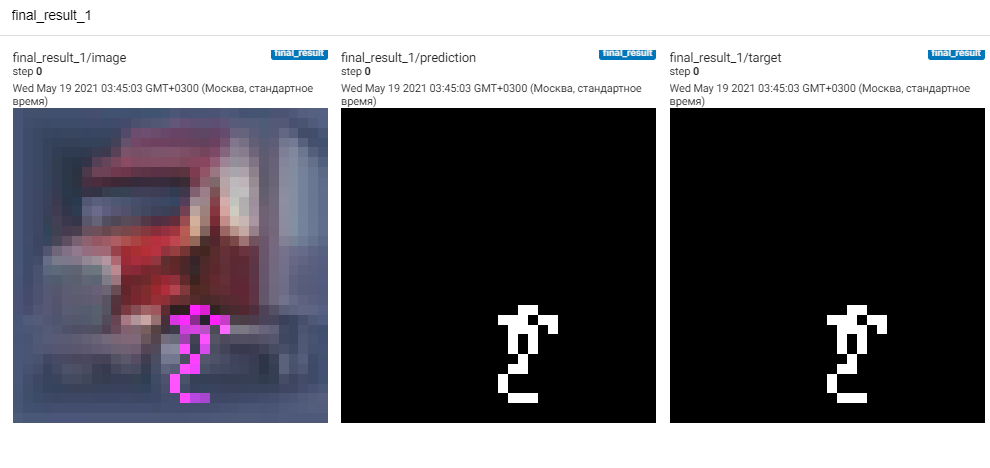 final_result_1
final_result_1/image
final_result
step 0
Wed May 19 2021 03:45:03 GMT+0300 (Москва, стандартное
время)
final_result_1/prediction
final_result
step 0
Wed May 19 2021 03:45:03 GMT+0300 (Москва, стандартное
время)
final_result_1/target
final_result
step 0
Wed May 19 2021 03:45:03 GMT+0300 (Москва, стандартное
время)